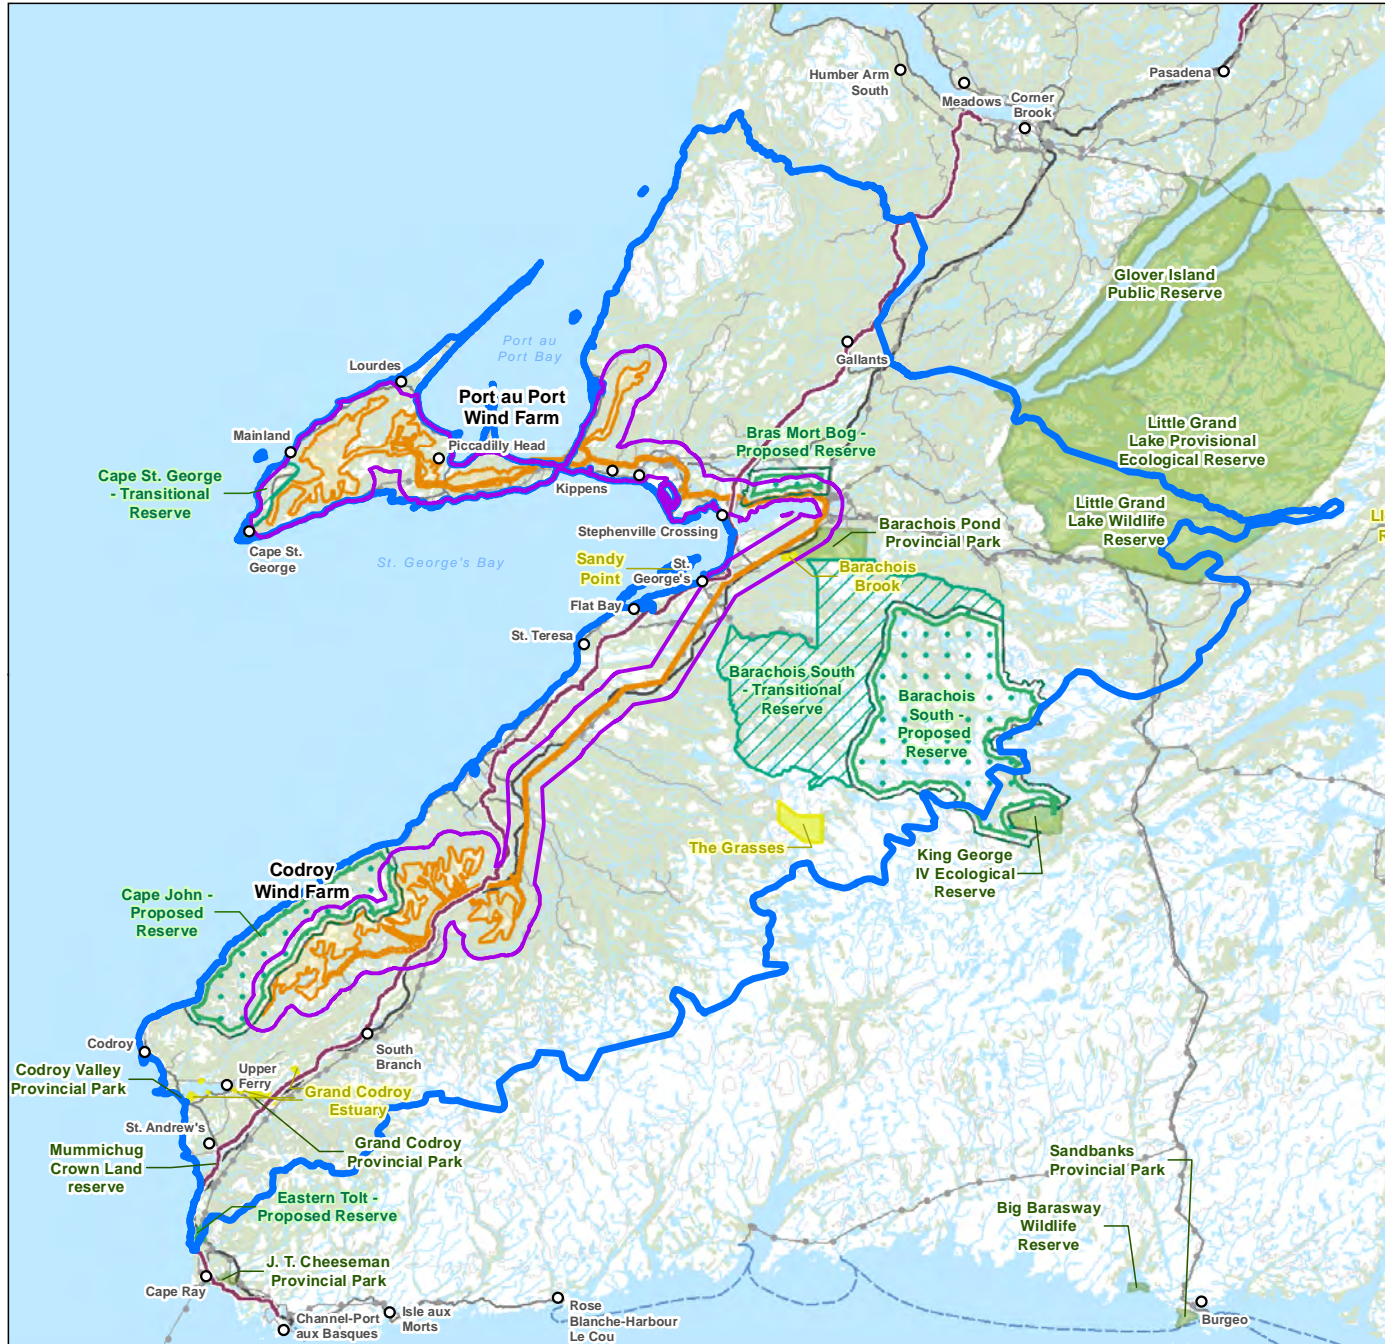 Humber Arm
South
Meadows
Corner
Brook
Pasadena
Glover Island
Public Reserve
Port au
Port Bay
Gallants
Lourdes
Port au Port
Wind Farm
Mainland
Piccadilly Head
Bras Mort Bog -
Proposed Reserve
Little Grand
Lake Provisional
Ecological Reserve
Cape St. George
- Transitional
Reserve
Kippens
Little Grand
Lake Wildlife
Reserve
Stephenville Crossing
Barachois Pond
Provincial Park
Cape St.
George
St. George's Bay
Sandy
Point
St.
George's
Barachois
Brook
Flat Bay
St. Teresa
Barachois South
- Transitional
Reserve
Barachois
South -
Proposed
Reserve
The Grasses
King George
IV Ecological
Reserve
Codroy
Wind Farm
Cape John -
Proposed
Reserve
Codroy
South
Branch
Codroy Valley
Provincial Park
Upper
Ferry
Grand Codroy
Estuary
St. Andrew's
Grand Codroy
Provincial Park
Mummichug
Crown Land
reserve
Sandbanks
Provincial Park
Eastern Tolt -
Proposed Reserve
Big Barasway
Wildlife
Reserve
J. T. Cheeseman
Provincial Park
Cape Ray
Channel-Port
aux Basques
Isle aux
Morts
Rose
Blanche-Harbour
Le Cou
Burgeo